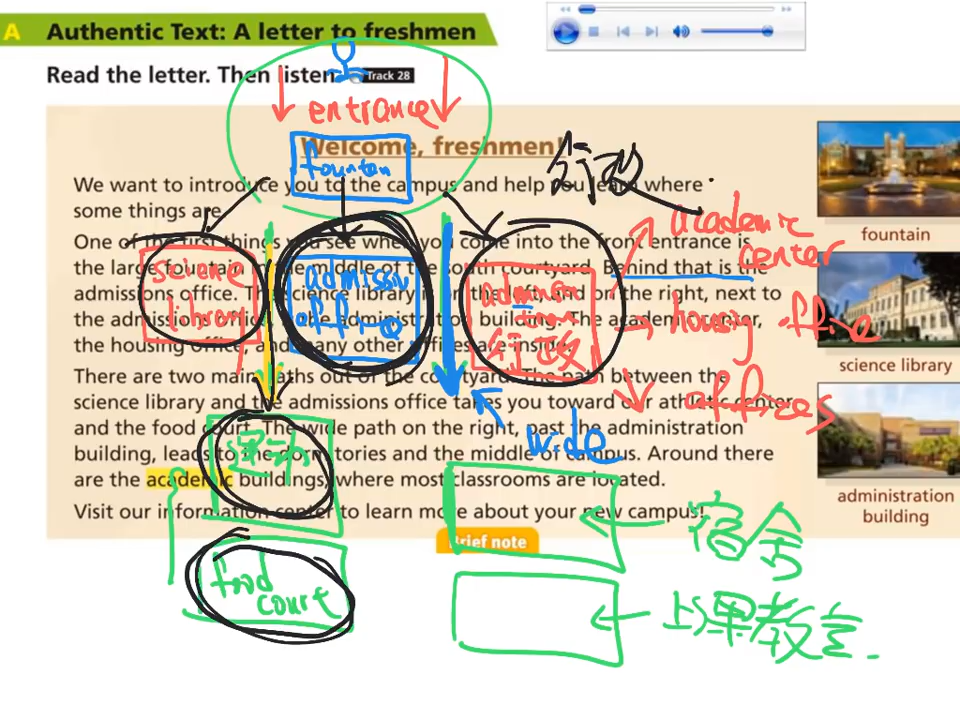 A Authentic Text: A letter to freshmen
Read the letter. Then listen. Track 28
entrance
Welcome, freshmen!
行政
We want to introduce you to the campus and help you learn where
some things are.
academic
center
One of the first things you see when you come into the front entrance is
the large fountain in the middle of the south courtyard. Behind that is the
admissions office. The science library is on the left and on the right, next to
the administration building. The academic center,
the housing office, and many other offices are inside.
science
admission
office
行政
housing office
offices
There are two main paths out of the courtyard. The path between the
science library and the admissions office takes you toward our athletic center
and the food court. The wide path on the right, past the administration
building, leads to the dormitories and the middle of campus. Around there
are the academic buildings, where most classrooms are located.
Visit our information center to learn more about your new campus!
wide
Brief note
fountain
science library
administration
building
food
court
宿舍
上课教室.